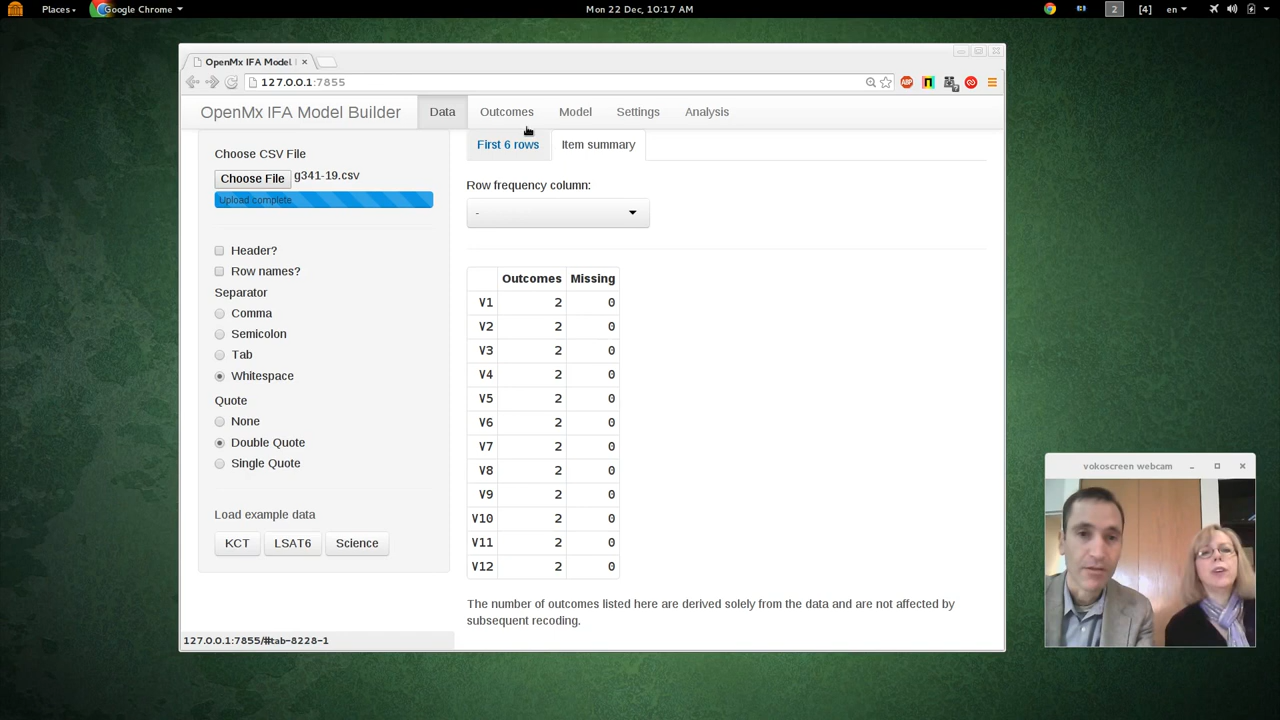 Places
Google Chrome
Mon 22 Dec, 10:17 AM
2
[4]
en
OpenMx IFA Model
127.0.0.1:7855
ABP
OpenMx IFA Model Builder
Data
Outcomes
Model
Settings
Analysis
Choose CSV File
Choose File g341-19.csv
Upload complete
Header?
Row names?
Separator
Comma
Semicolon
Tab
Whitespace
Quote
None
Double Quote
Single Quote
Load example data
KCT LSAT6 Science
First 6 rows Item summary
Row frequency column:
-
Outcomes Missing
V1 2 0
V2 2 0
V3 2 0
V4 2 0
V5 2 0
V6 2 0
V7 2 0
V8 2 0
V9 2 0
V10 2 0
V11 2 0
V12 2 0
The number of outcomes listed here are derived solely from the data and are not affected by
subsequent recoding.
127.0.0.1:7855/#tab-8228-1
vokoscreen webcam